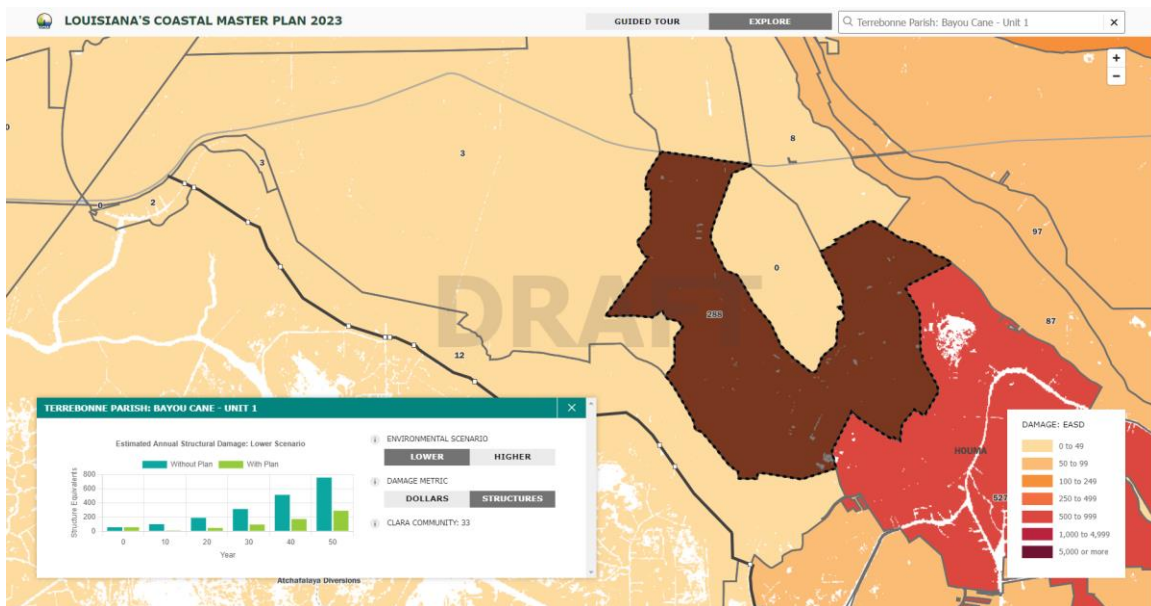 LOUISIANA'S COASTAL MASTER PLAN 2023
GUIDED TOUR
EXPLORE
Terrebonne Parish: Bayou Cane - Unit 1
×
+
−
0
3
3
8
0
2
97
0
DRAFT
288
87
12
HOUMA
527
Atchafalaya Diversions
TERREBONNE PARISH: BAYOU CANE - UNIT 1
×
Estimated Annual Structural Damage: Lower Scenario
Without Plan
With Plan
Structure Equivalents
800
600
400
200
0
0 10 20 30 40 50
Year
i ENVIRONMENTAL SCENARIO
LOWER
HIGHER
i DAMAGE METRIC
DOLLARS
STRUCTURES
i CLARA COMMUNITY: 33
DAMAGE: EASD
0 to 49
50 to 99
100 to 249
250 to 499
500 to 999
1,000 to 4,999
5,000 or more